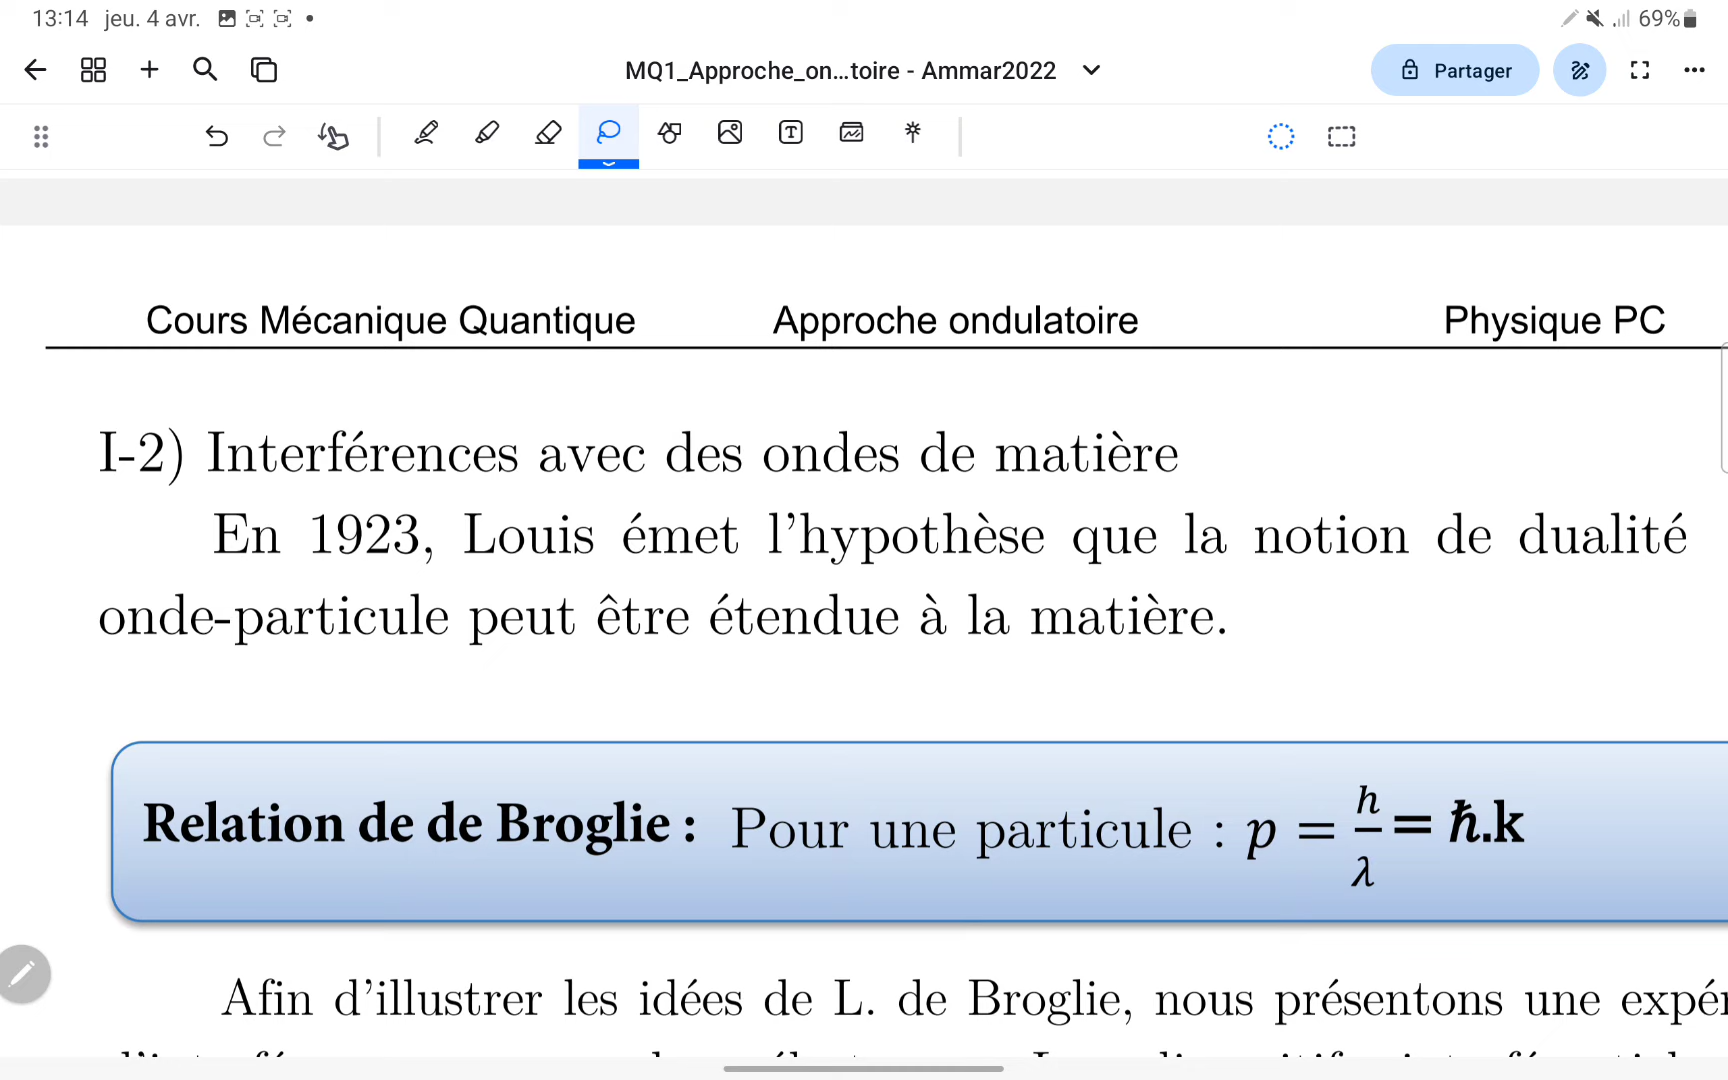 13:14 jeu. 4 avr.
69%
MQ1_Approche_on...toire - Ammar2022
Partager
Cours Mécanique Quantique Approche ondulatoire Physique PC
I-2) Interférences avec des ondes de matière
En 1923, Louis émet l'hypothèse que la notion de dualité
onde-particule peut être étendue à la matière.
Relation de de Broglie : Pour une particule : p = h/λ = ℏ.k
Afin d'illustrer les idées de L. de Broglie, nous présentons une